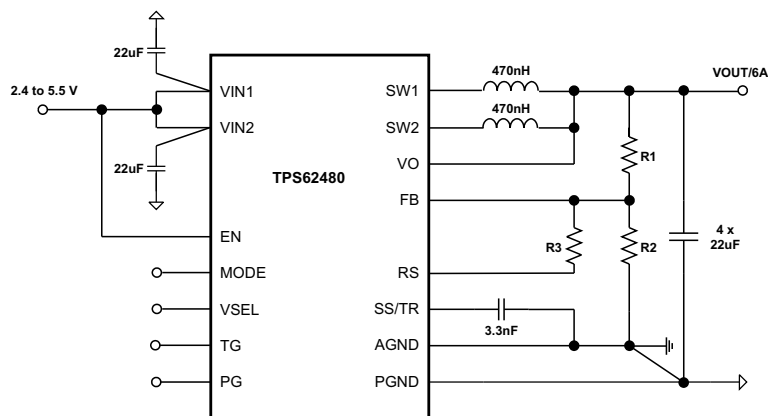 22uF
470nH
VOUT/6A
2.4 to 5.5 V
VIN1
SW1
470nH
VIN2
SW2
R1
22uF
TPS62480
VO
FB
4 x
22uF
EN
R3
R2
MODE
RS
VSEL
SS/TR
3.3nF
TG
AGND
PG
PGND